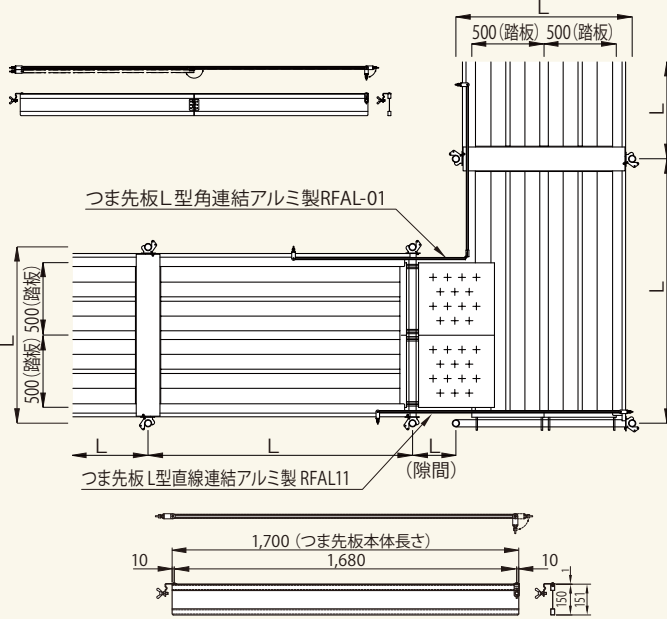 L
500(踏板) 500(踏板)
L
つま先板L型角連結アルミ製RFAL-01
L
500(踏板)
500(踏板)
L
L
L
L
(隙間)
つま先板 L型直線連結アルミ製 RFAL11
1,700 (つま先板本体長さ)
10
1,680
10
1
150
151